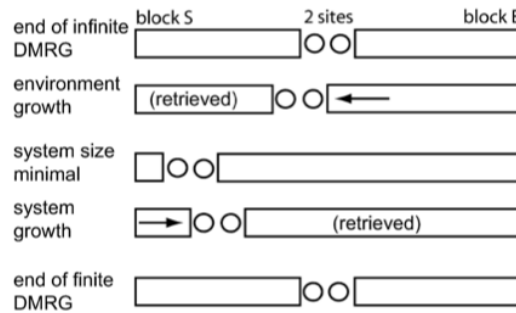 block S 2 sites block E
end of infinite
DMRG
environment
growth
(retrieved)
system size
minimal
system
growth
(retrieved)
end of finite
DMRG